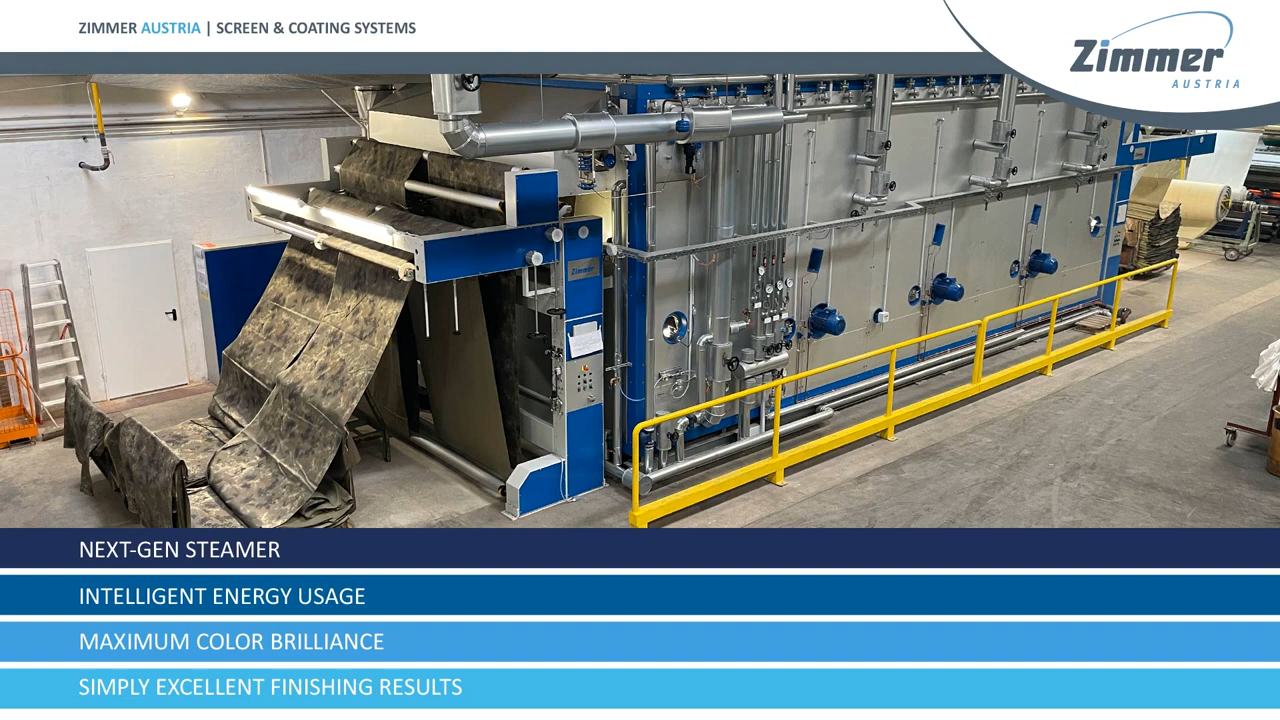 ZIMMER AUSTRIA | SCREEN & COATING SYSTEMS
Zimmer
AUSTRIA
Zimmer
NEXT-GEN STEAMER
INTELLIGENT ENERGY USAGE
MAXIMUM COLOR BRILLIANCE
SIMPLY EXCELLENT FINISHING RESULTS